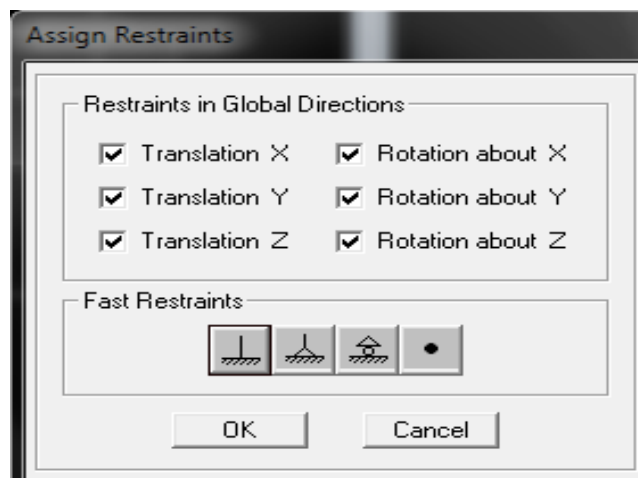 Assign Restraints
Restraints in Global Directions
Translation X Rotation about X
Translation Y Rotation about Y
Translation Z Rotation about Z
Fast Restraints
OK Cancel